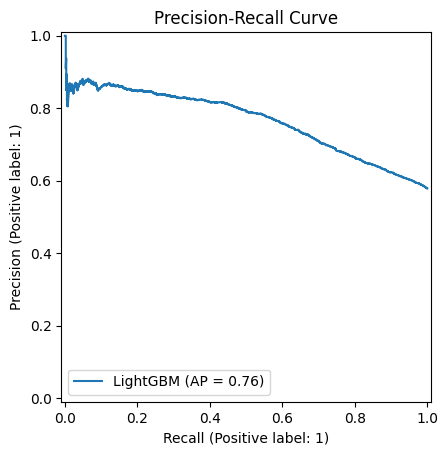 Precision-Recall Curve
1.0
0.8
0.6
0.4
0.2
0.0
Precision (Positive label: 1)
LightGBM (AP = 0.76)
0.0 0.2 0.4 0.6 0.8 1.0
Recall (Positive label: 1)